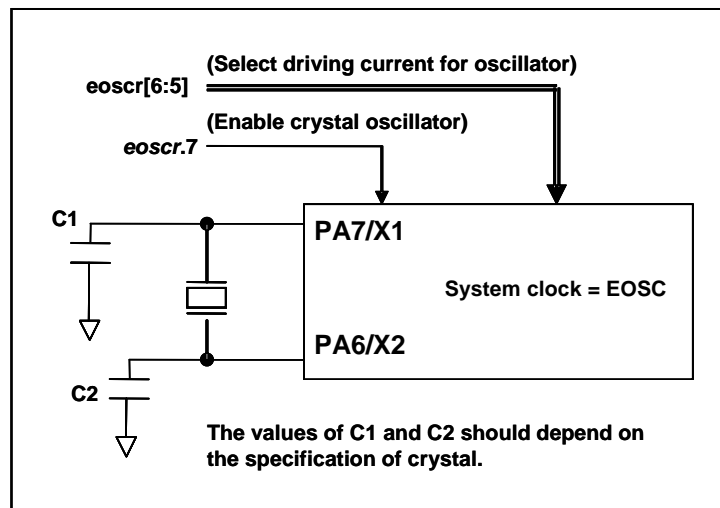 (Select driving current for oscillator)
eoscr[6:5]
(Enable crystal oscillator)
eoscr.7
C1
PA7/X1
System clock = EOSC
PA6/X2
C2
The values of C1 and C2 should depend on
the specification of crystal.